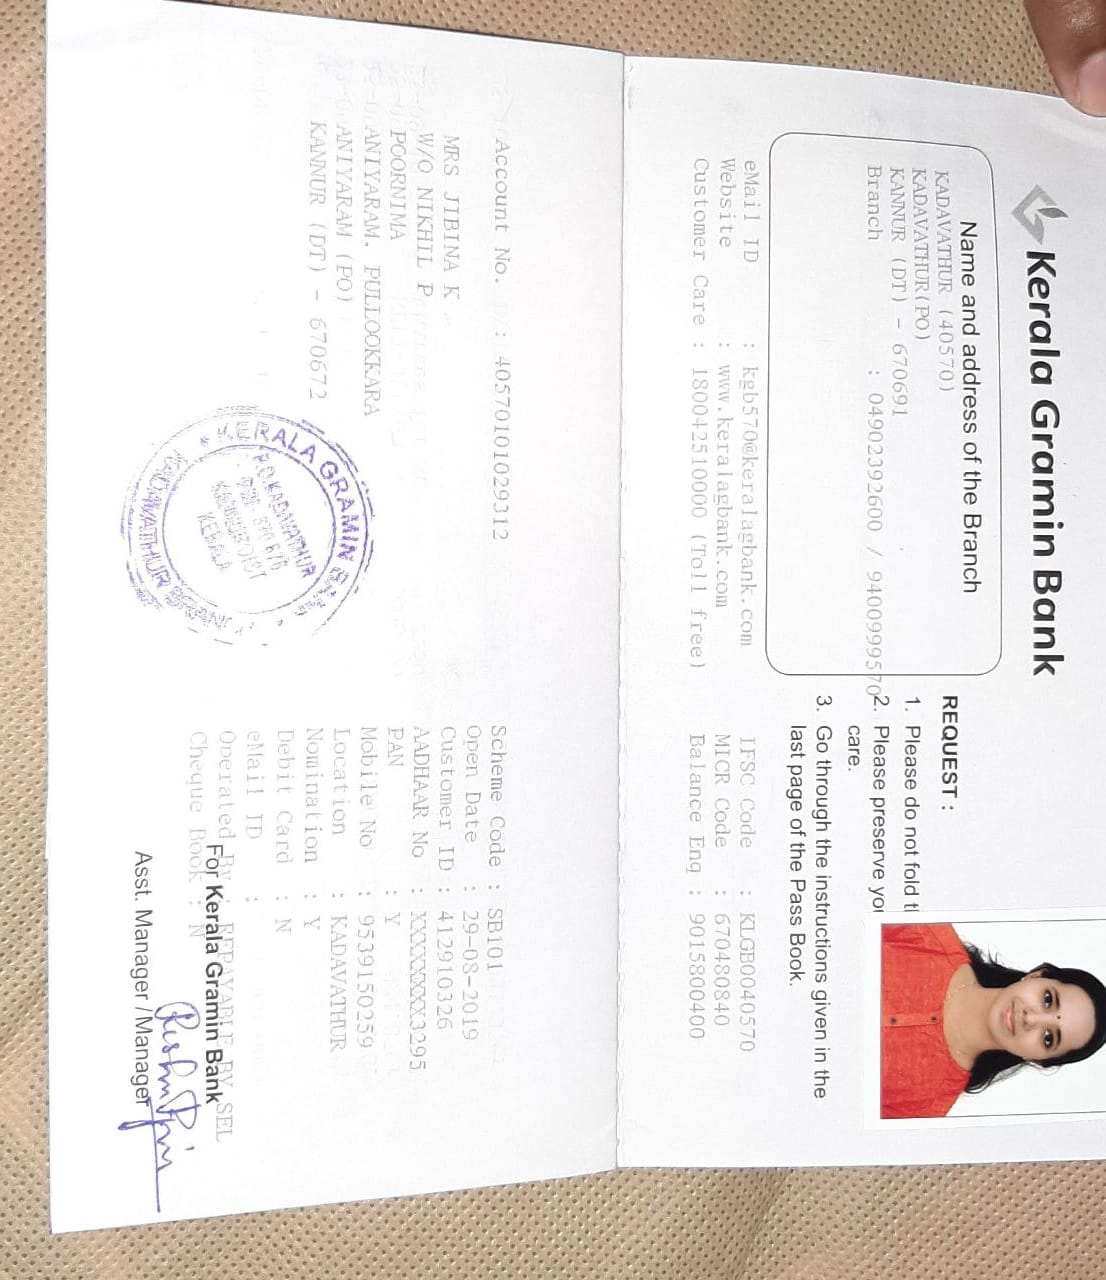 Kerala Gramin Bank
Name and address of the Branch
KADAVATHUR (40570)
KADAVATHUR(PO)
KANNUR (DT) - 670691
Branch : 04902392600 / 9400999570
REQUEST :
1. Please do not fold
2. Please preserve
care.
3. Go through the instructions given in the
last page of the Pass Book.
eMail ID : kgb570@keralagbank.com
Website : www.keralagbank.com
Customer Care : 180042510000 (Toll free)
IFSC Code : KLGB0040570
MICR Code : 670480840
Balance Enq : 9015800400
Account No. : 40570101029312
MRS JIBINA K
W/O NIKHIL P
POORNIMA
ANIYARAM, PULLOOKKARA
ANIYARAM (PO)
KANNUR (DT) - 670672
Scheme Code : SB101
Open Date : 29-08-2019
Customer ID : 412910326
AADHAAR No : XXXXXXXX3295
PAN : Y
Mobile No : 9539150259
Location : KADAVATHUR
Nomination : Y
Debit Card : N
eMail ID :
Operated By : REPAYABLE BY SEL
Cheque Book : N
For Kerala Gramin Bank
Asst. Manager / Manager
KERALA GRAMIN BANK
P.O.KADAVATHUR
KERALA
KADAVATHUR